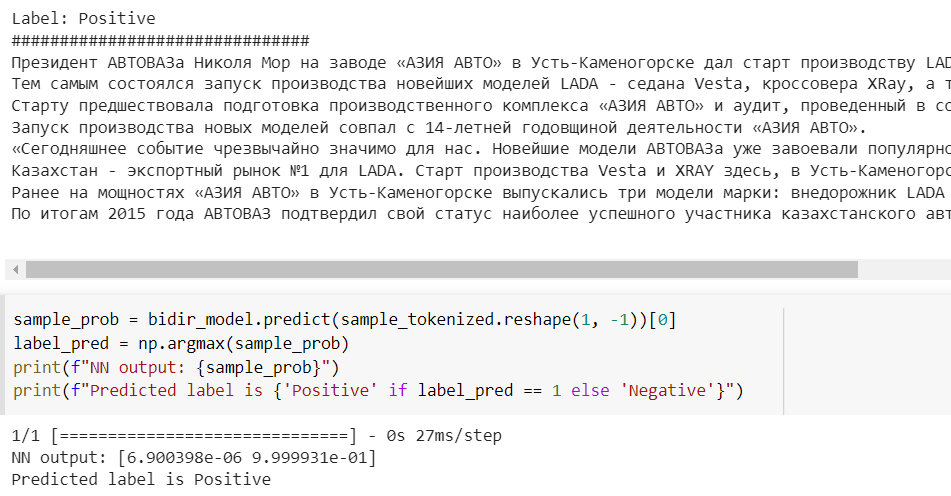 Label: Positive
###############################
Президент АВТОВАЗа Николя Мор на заводе «АЗИЯ АВТО» в Усть-Каменогорске дал старт производству LAD
Тем самым состоялся запуск производства новейших моделей LADA - седана Vesta, кроссовера XRay, а т
Старту предшествовала подготовка производственного комплекса «АЗИЯ АВТО» и аудит, проведенный в со
Запуск производства новых моделей совпал с 14-летней годовщиной деятельности «АЗИЯ АВТО».
«Сегодняшнее событие чрезвычайно значимо для нас. Новейшие модели АВТОВАЗа уже завоевали популярно
Казахстан - экспортный рынок №1 для LADA. Старт производства Vesta и XRAY здесь, в Усть-Каменогорс
Ранее на мощностях «АЗИЯ АВТО» в Усть-Каменогорске выпускались три модели марки: внедорожник LADA
По итогам 2015 года АВТОВАЗ подтвердил свой статус наиболее успешного участника казахстанского авт
sample_prob = bidir_model.predict(sample_tokenized.reshape(1, -1))[0]
label_pred = np.argmax(sample_prob)
print(f"NN output: {sample_prob}")
print(f"Predicted label is {'Positive' if label_pred == 1 else 'Negative'}")
1/1 [==============================] - 0s 27ms/step
NN output: [6.900398e-06 9.999931e-01]
Predicted label is Positive